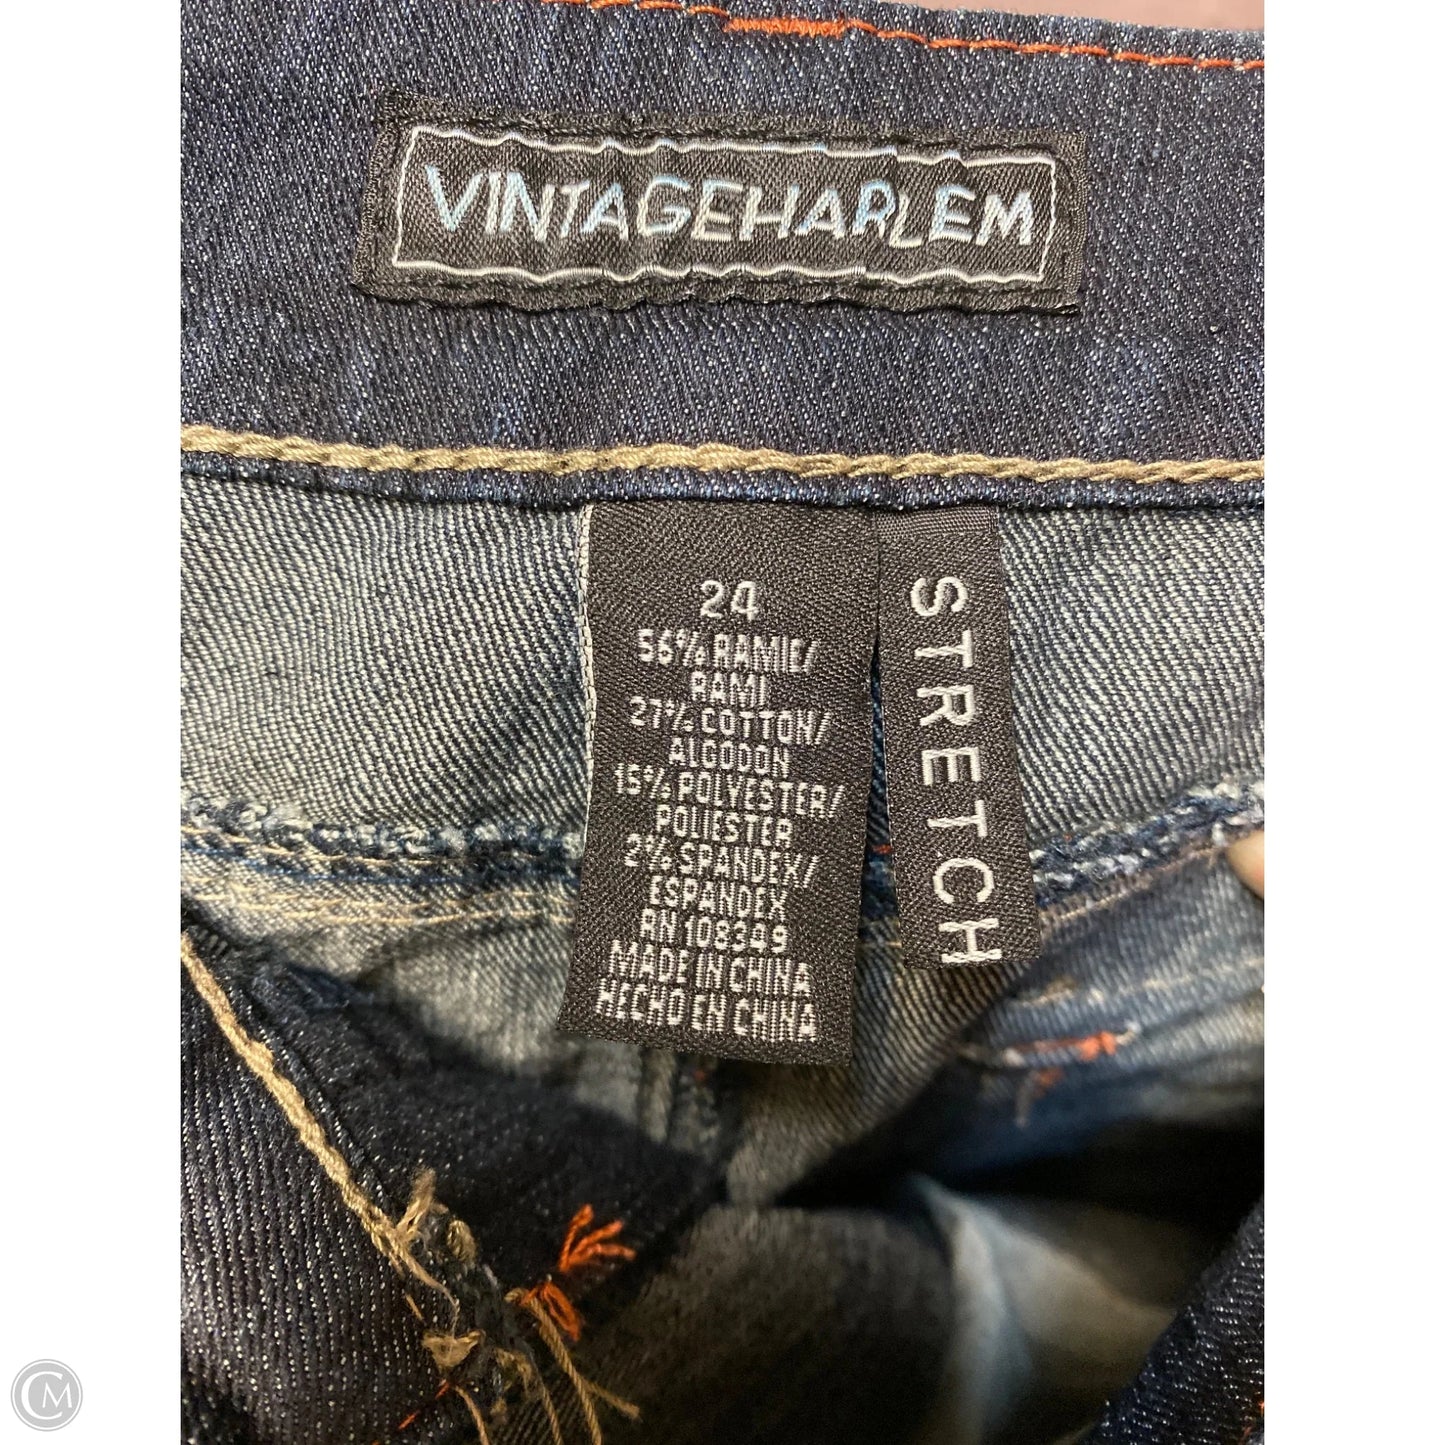 VINTAGEHARLEM
24
56% RAMIE/
RAMI
27% COTTON/
ALGODON
15% POLYESTER/
POLIESTER
2% SPANDEX/
ESPANDEX
RN 108349
MADE IN CHINA
HECHO EN CHINA
STRETCH
CM